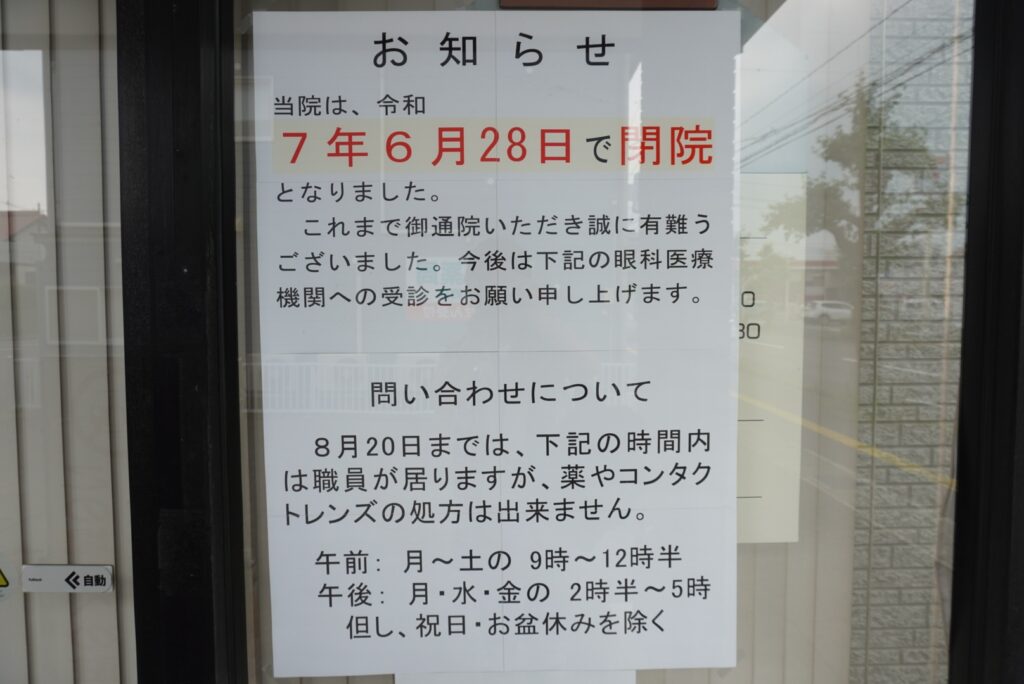 お知らせ
当院は、令和
７年６月28日で閉院
となりました。
これまで御通院いただき誠に有難う
ございました。今後は下記の眼科医療
機関への受診をお願い申し上げます。
問い合わせについて
８月20日までは、下記の時間内
は職員が居りますが、薬やコンタク
トレンズの処方は出来ません。
午前： 月～土の 9時～12時半
午後： 月・水・金の 2時半～5時
但し、祝日・お盆休みを除く
0
30
自動